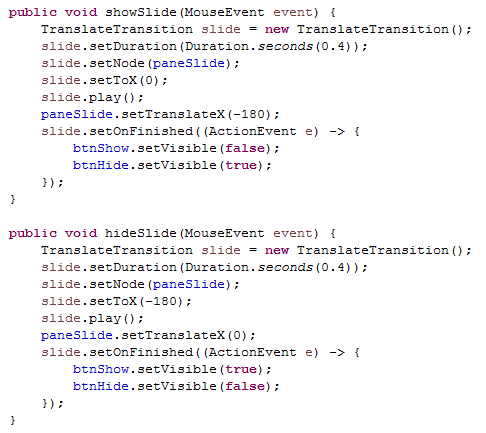 public void showSlide(MouseEvent event) {
    TranslateTransition slide = new TranslateTransition();
    slide.setDuration(Duration.seconds(0.4));
    slide.setNode(paneSlide);
    slide.setToX(0);
    slide.play();
    paneSlide.setTranslateX(-180);
    slide.setOnFinished((ActionEvent e) -> {
        btnShow.setVisible(false);
        btnHide.setVisible(true);
    });
}

public void hideSlide(MouseEvent event) {
    TranslateTransition slide = new TranslateTransition();
    slide.setDuration(Duration.seconds(0.4));
    slide.setNode(paneSlide);
    slide.setToX(-180);
    slide.play();
    paneSlide.setTranslateX(0);
    slide.setOnFinished((ActionEvent e) -> {
        btnShow.setVisible(true);
        btnHide.setVisible(false);
    });
}